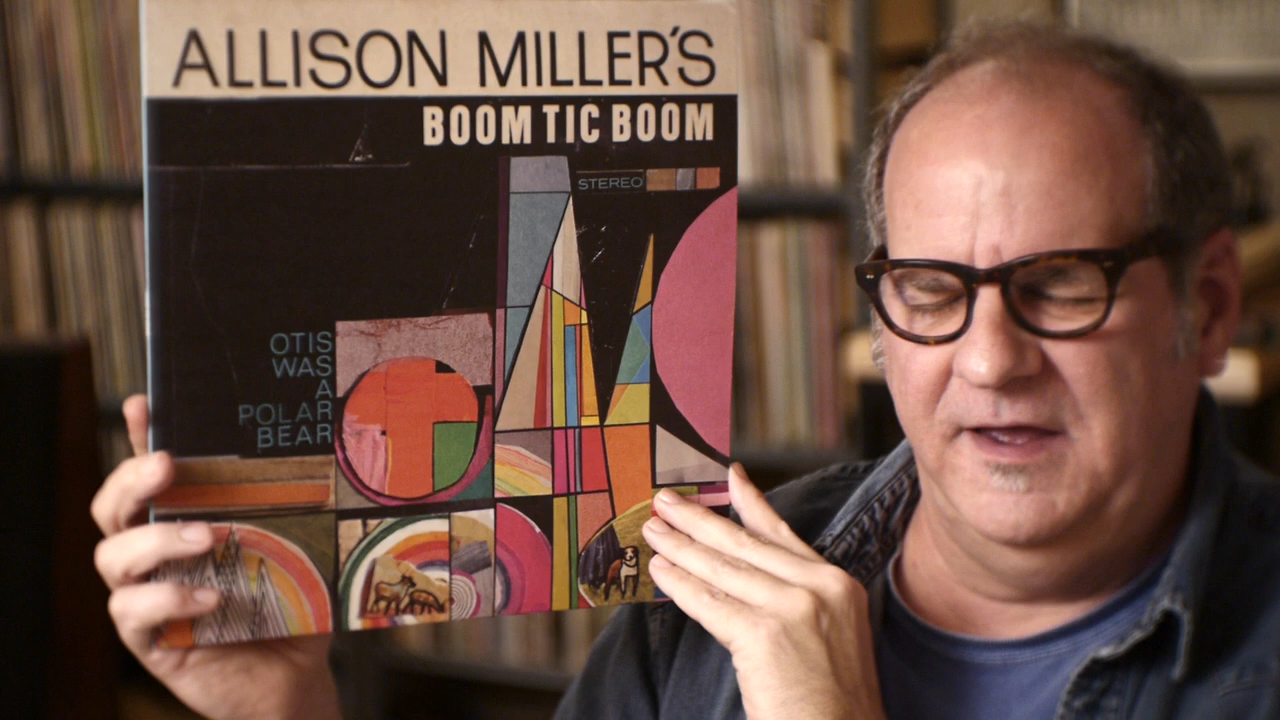 ALLISON MILLER'S
BOOM TIC BOOM
STEREO
OTIS
WAS
A
POLAR
BEAR